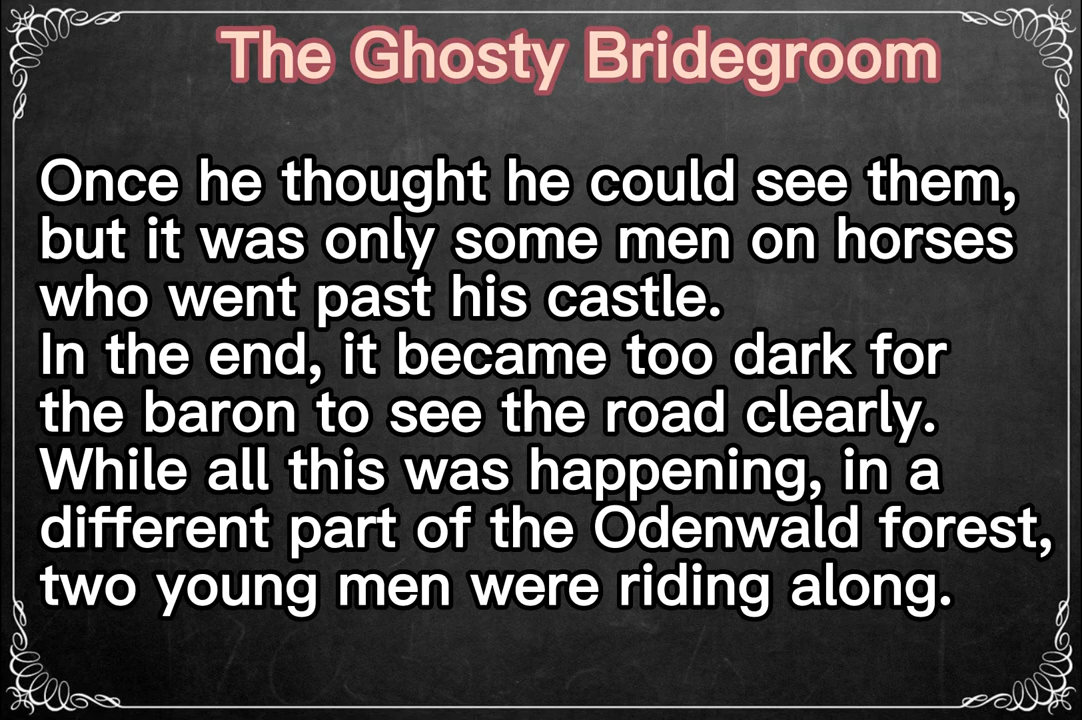 The Ghosty Bridegroom
Once he thought he could see them,
but it was only some men on horses
who went past his castle.
In the end, it became too dark for
the baron to see the road clearly.
While all this was happening, in a
different part of the Odenwald forest,
two young men were riding along.